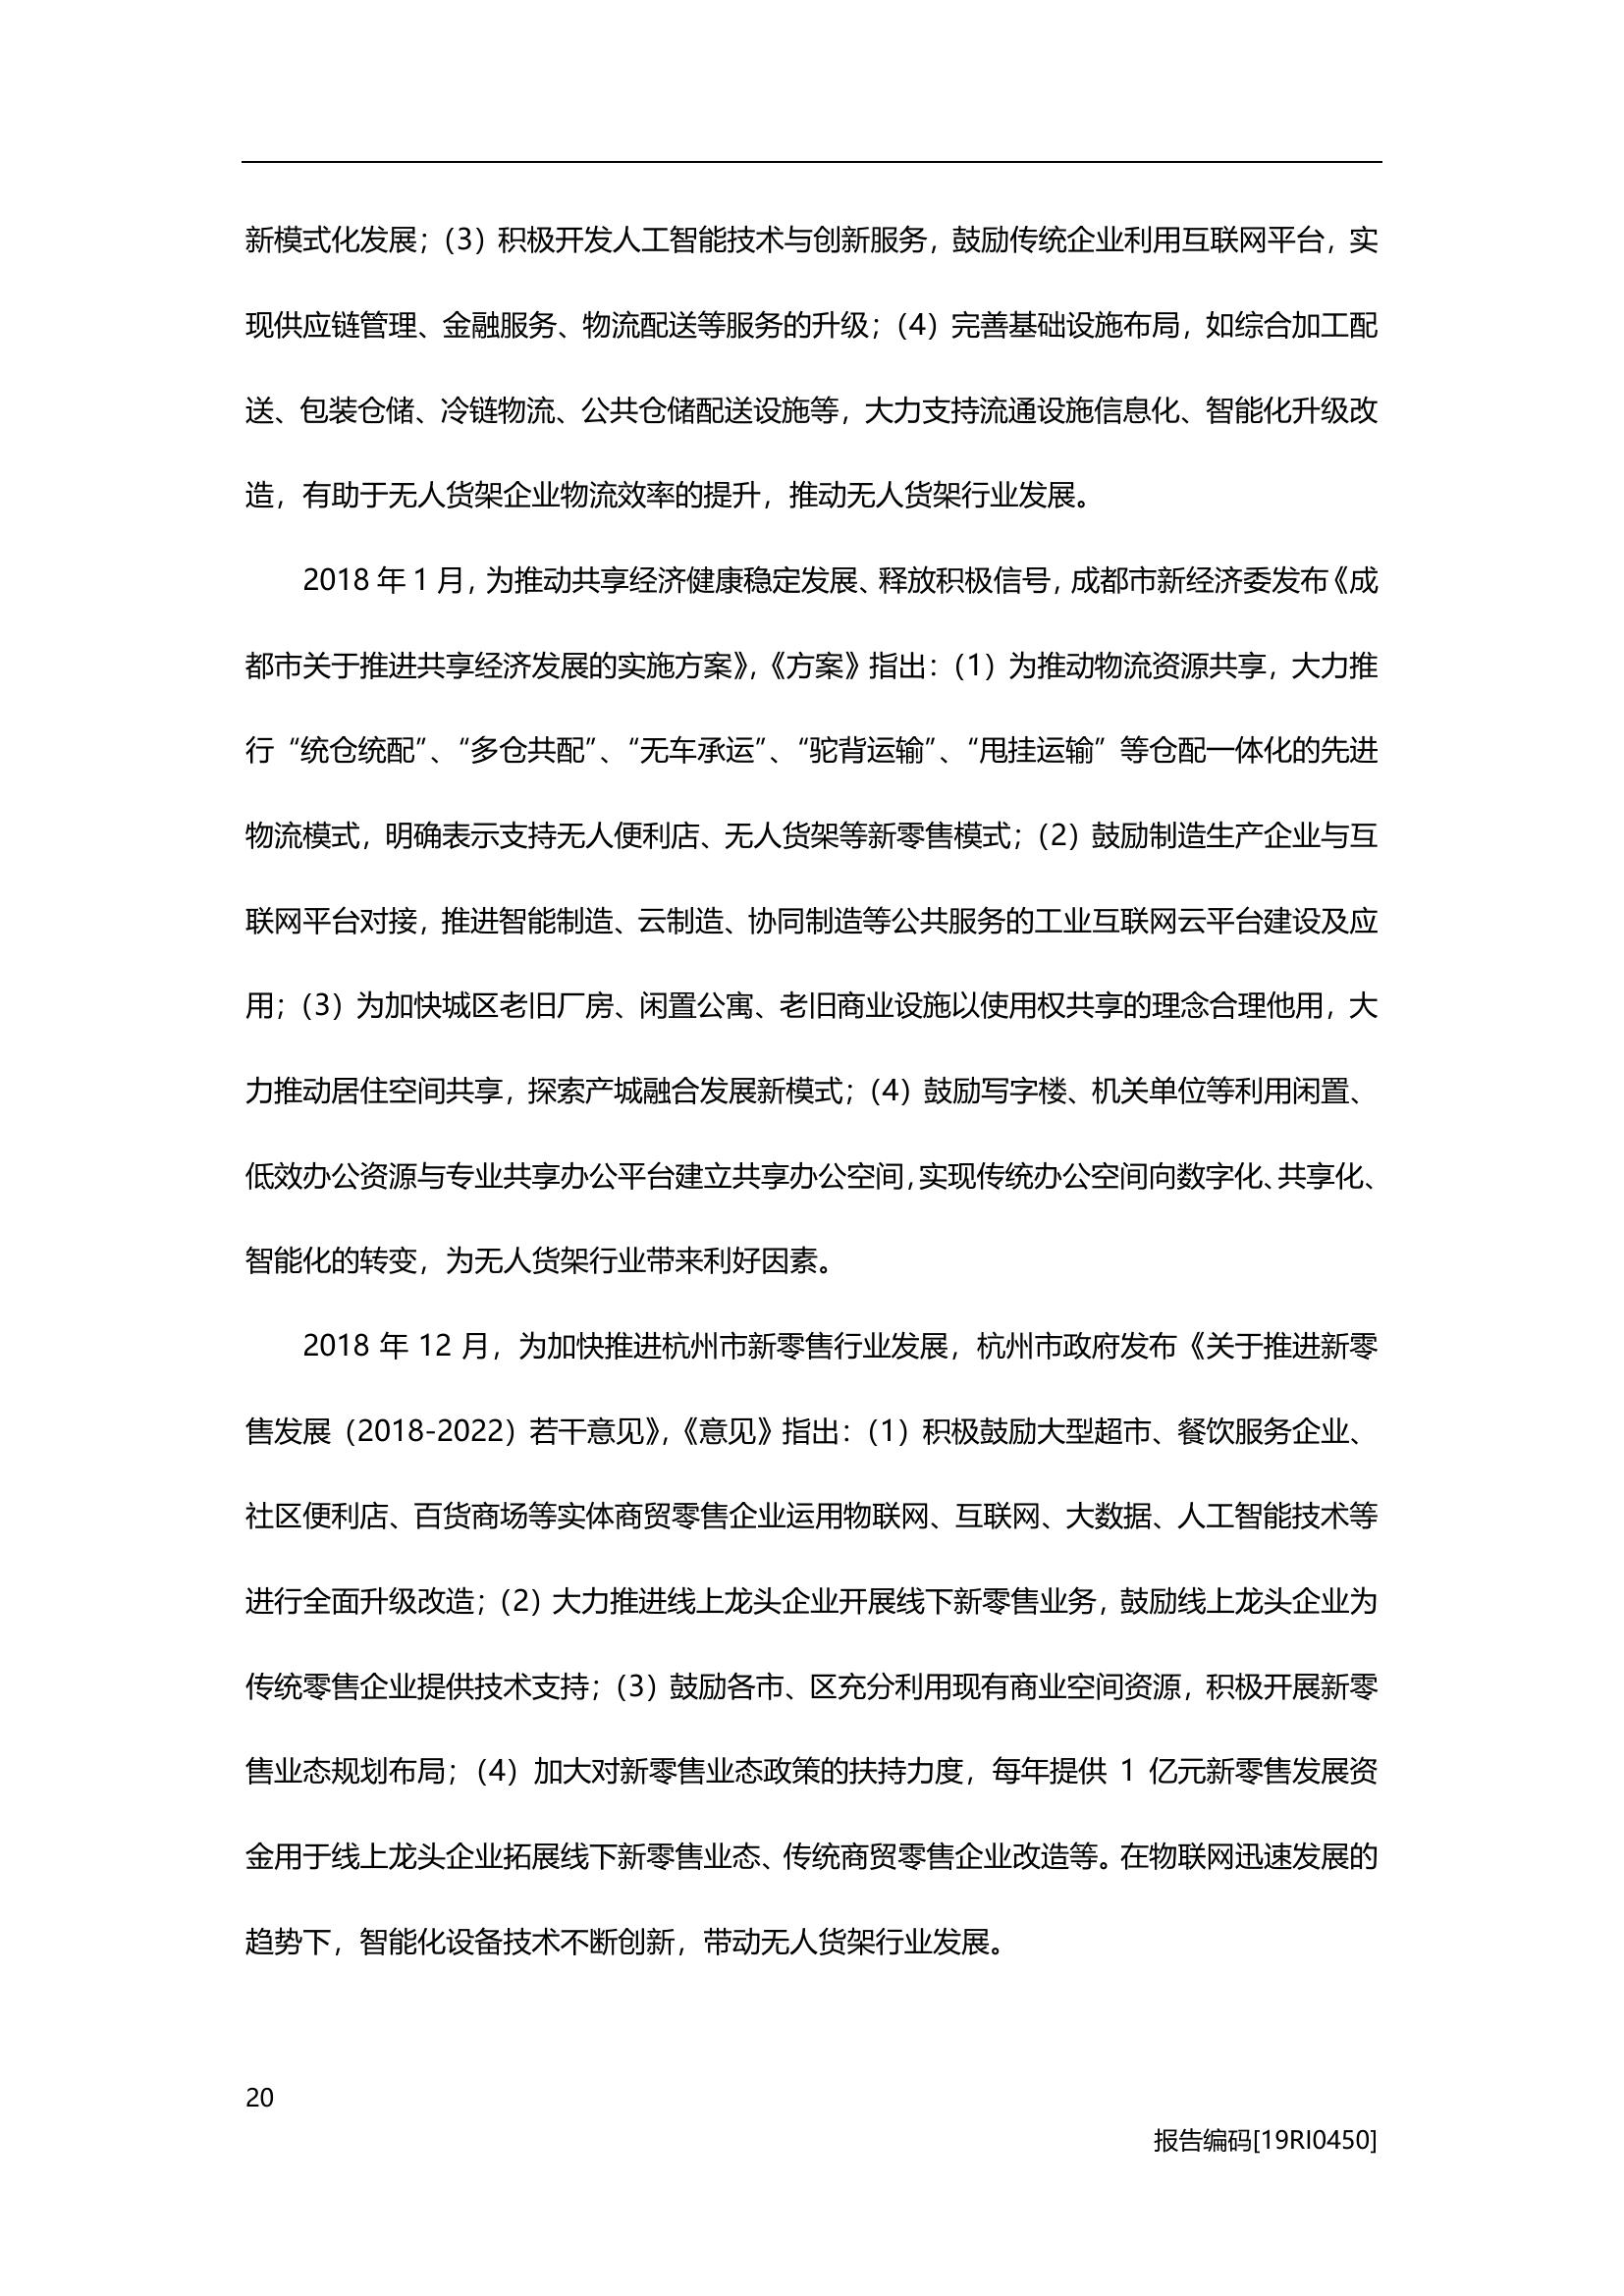 新模式化发展；（3）积极开发人工智能技术与创新服务，鼓励传统企业利用互联网平台，实
现供应链管理、金融服务、物流配送等服务的升级；（4）完善基础设施布局，如综合加工配
送、包装仓储、冷链物流、公共仓储配送设施等，大力支持流通设施信息化、智能化升级改
造，有助于无人货架企业物流效率的提升，推动无人货架行业发展。
2018 年 1 月，为推动共享经济健康稳定发展、释放积极信号，成都市新经济委发布《成
都市关于推进共享经济发展的实施方案》，《方案》指出：（1）为推动物流资源共享，大力推
行“统仓统配”、“多仓共配”、“无车承运”、“驼背运输”、“甩挂运输”等仓配一体化的先进
物流模式，明确表示支持无人便利店、无人货架等新零售模式；（2）鼓励制造生产企业与互
联网平台对接，推进智能制造、云制造、协同制造等公共服务的工业互联网云平台建设及应
用；（3）为加快城区老旧厂房、闲置公寓、老旧商业设施以使用权共享的理念合理他用，大
力推动居住空间共享，探索产城融合发展新模式；（4）鼓励写字楼、机关单位等利用闲置、
低效办公资源与专业共享办公平台建立共享办公空间，实现传统办公空间向数字化、共享化、
智能化的转变，为无人货架行业带来利好因素。
2018 年 12 月，为加快推进杭州市新零售行业发展，杭州市政府发布《关于推进新零
售发展（2018-2022）若干意见》，《意见》指出：（1）积极鼓励大型超市、餐饮服务企业、
社区便利店、百货商场等实体商贸零售企业运用物联网、互联网、大数据、人工智能技术等
进行全面升级改造；（2）大力推进线上龙头企业开展线下新零售业务，鼓励线上龙头企业为
传统零售企业提供技术支持；（3）鼓励各市、区充分利用现有商业空间资源，积极开展新零
售业态规划布局；（4）加大对新零售业态政策的扶持力度，每年提供 1 亿元新零售发展资
金用于线上龙头企业拓展线下新零售业态、传统商贸零售企业改造等。在物联网迅速发展的
趋势下，智能化设备技术不断创新，带动无人货架行业发展。
20
报告编码[19RI0450]